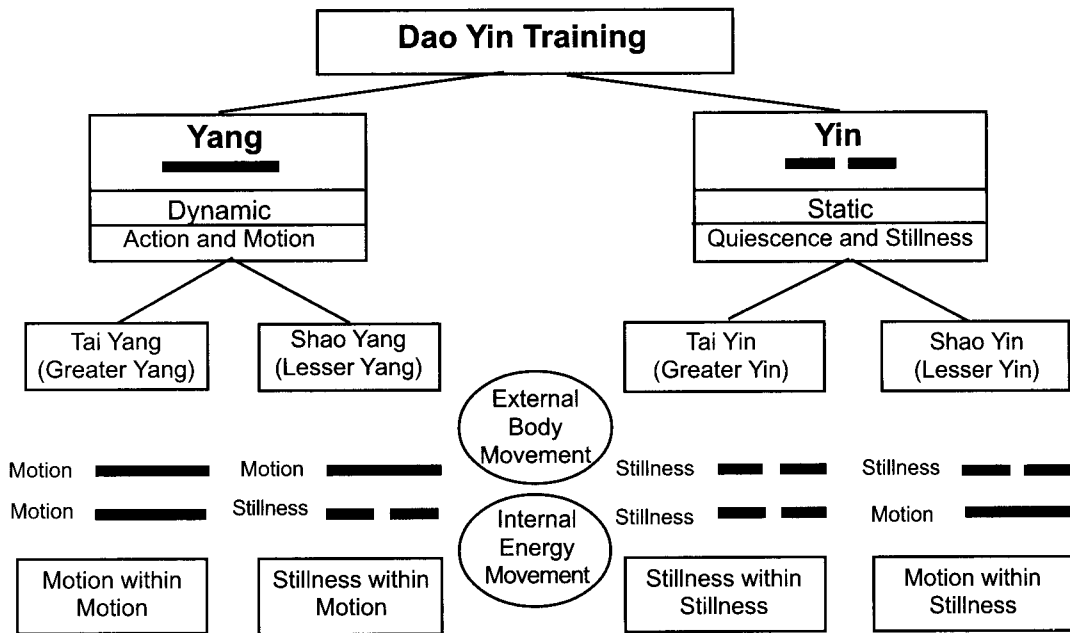 Dao Yin Training
Yang
Dynamic
Action and Motion
Yin
Static
Quiescence and Stillness
Tai Yang
(Greater Yang)
Shao Yang
(Lesser Yang)
Tai Yin
(Greater Yin)
Shao Yin
(Lesser Yin)
External
Body
Movement
Motion
Motion
Stillness
Stillness
Internal
Energy
Movement
Motion
Stillness
Stillness
Motion
Motion within
Motion
Stillness within
Motion
Stillness within
Stillness
Motion within
Stillness